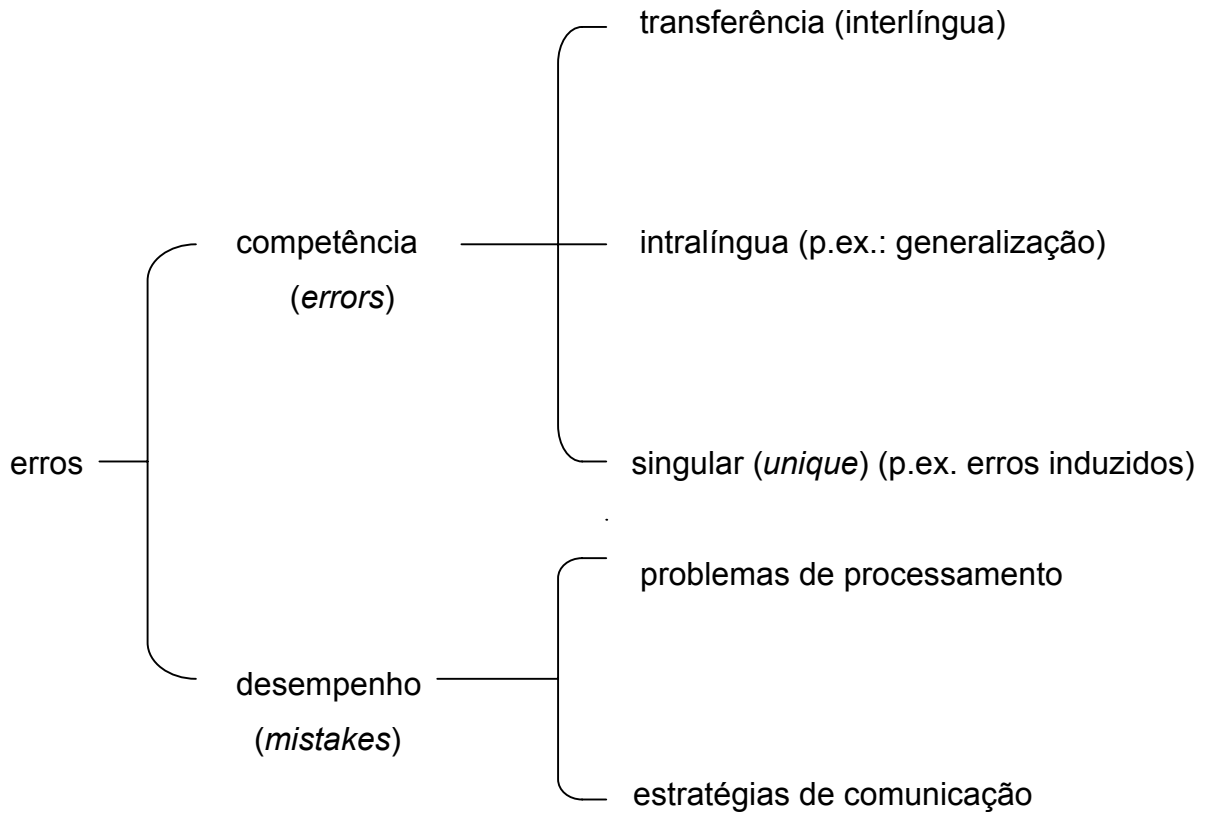 transferência (interlíngua)
competência
(errors)
intralíngua (p.ex.: generalização)
erros
singular (unique) (p.ex. erros induzidos)
problemas de processamento
desempenho
(mistakes)
estratégias de comunicação